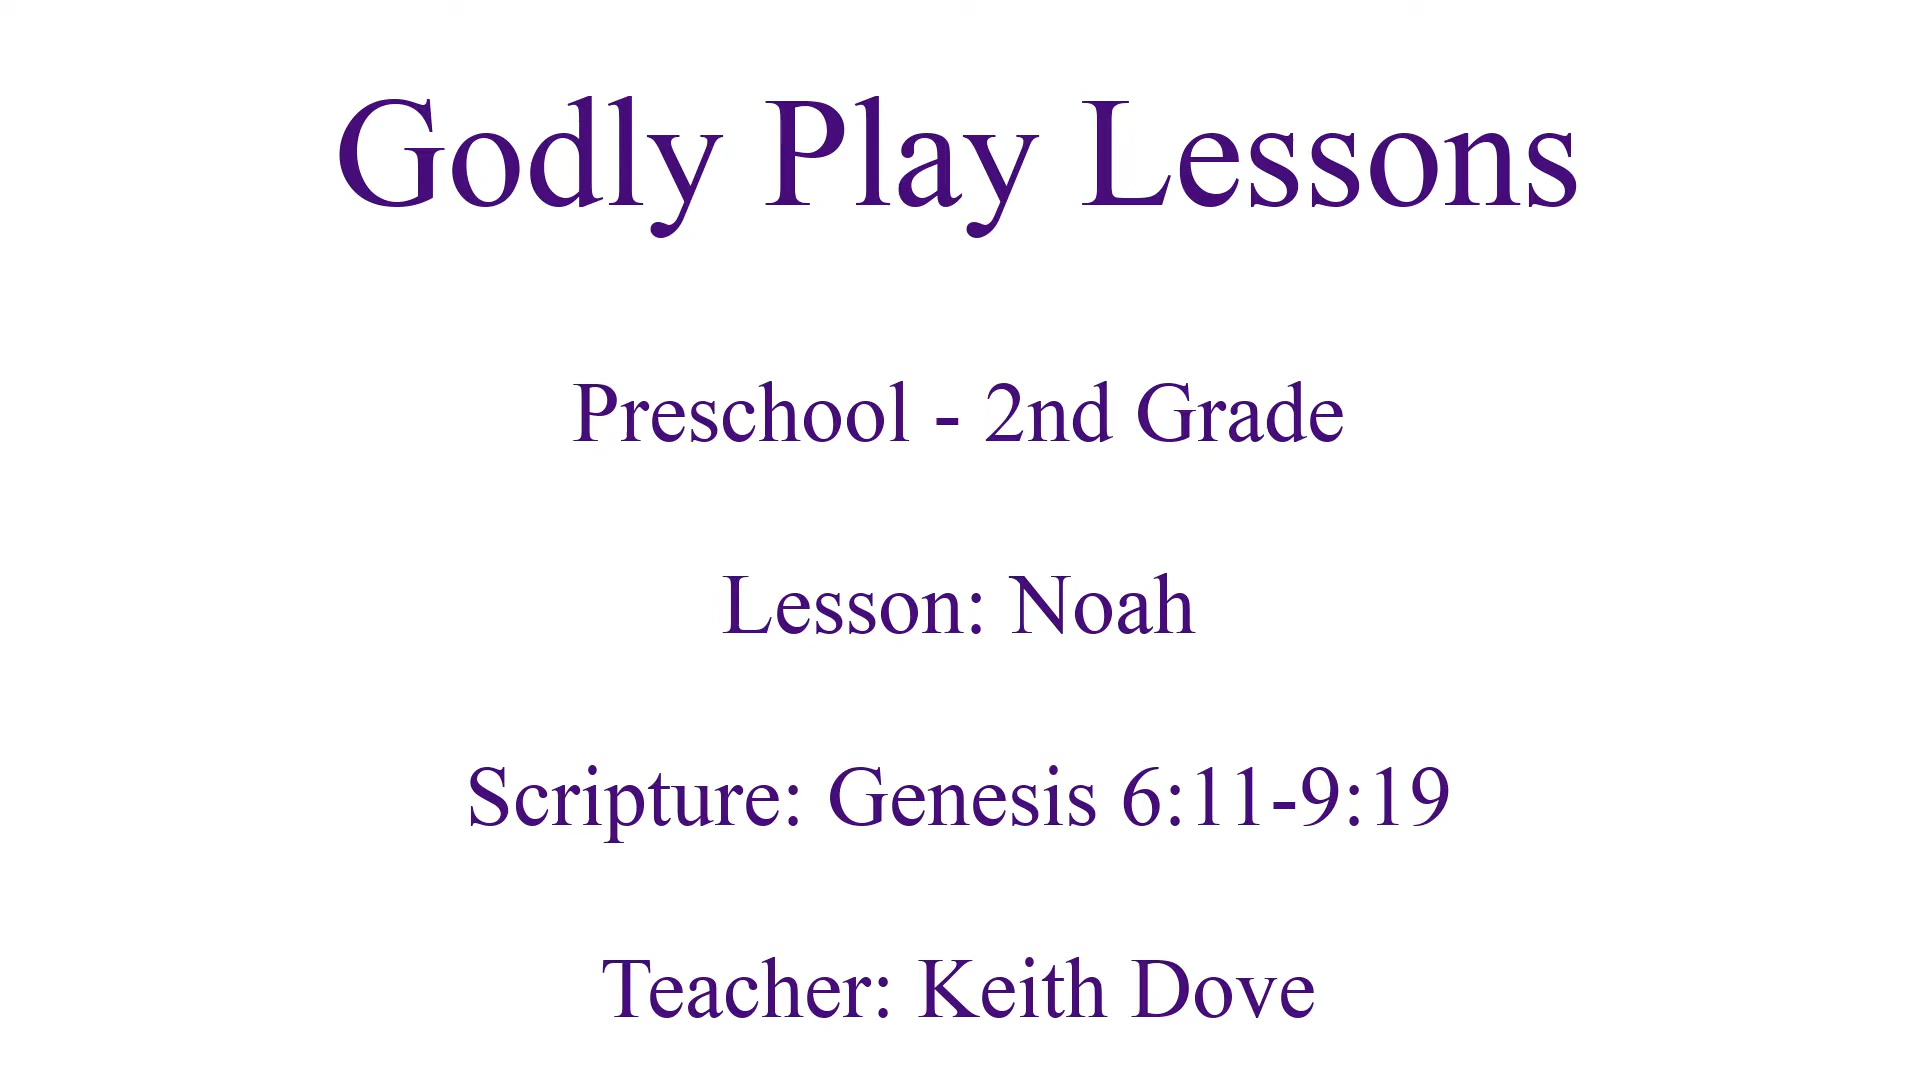 Godly Play Lessons
Preschool - 2nd Grade
Lesson: Noah
Scripture: Genesis 6:11-9:19
Teacher: Keith Dove